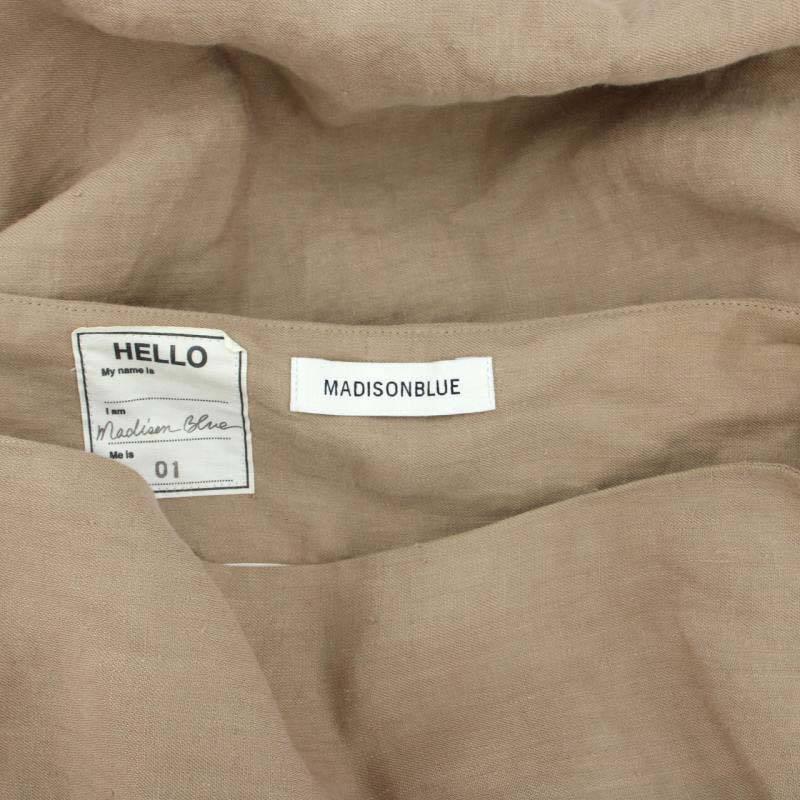 HELLO
My name is
I am
Madison Blue
Me is
01
MADISONBLUE